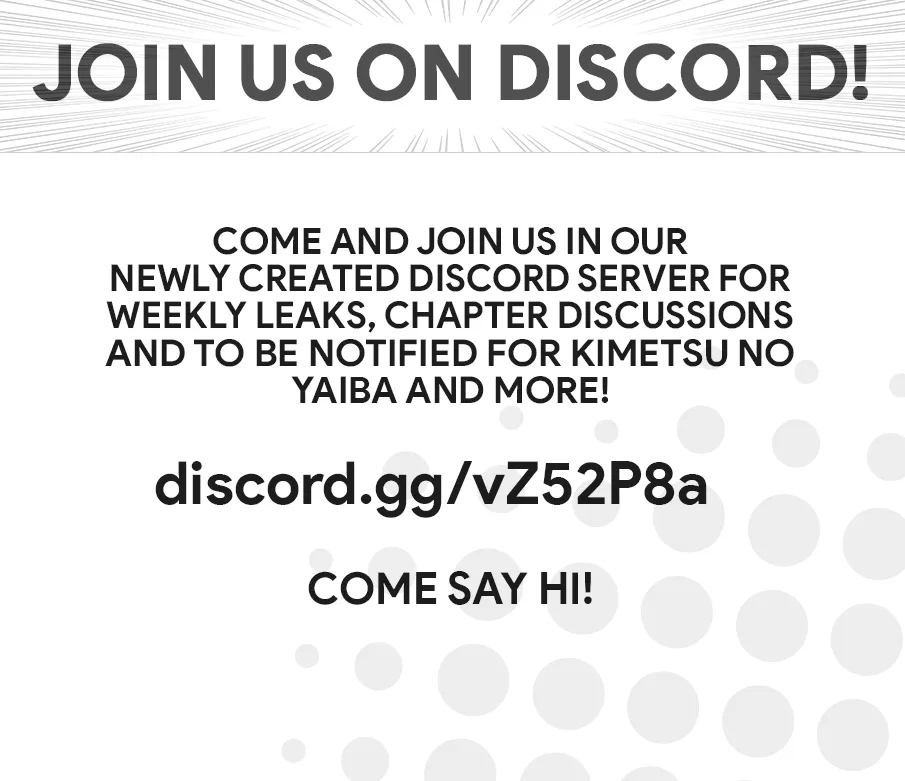 JOIN US ON DISCORD!
COME AND JOIN US IN OUR
NEWLY CREATED DISCORD SERVER FOR
WEEKLY LEAKS, CHAPTER DISCUSSIONS
AND TO BE NOTIFIED FOR KIMETSU NO
YAIBA AND MORE!
discord.gg/vZ52P8a
COME SAY HI!